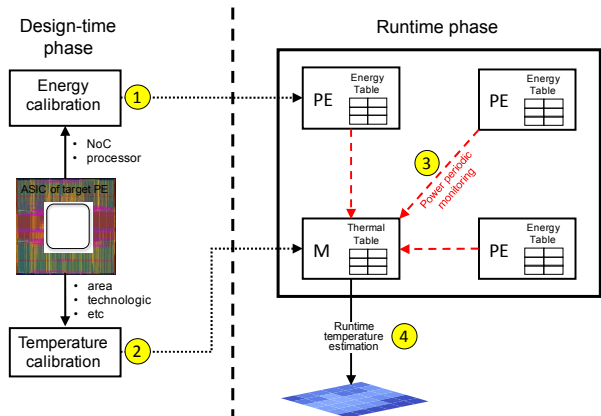 Design-time
phase
Runtime phase
Energy
calibration
1
• NoC
• processor
ASIC of target PE
• area
• technologic
• etc
Temperature
calibration
2
PE
Energy
Table
PE
Energy
Table
3
Power periodic
monitoring
M
Thermal
Table
PE
Energy
Table
Runtime
temperature
estimation
4